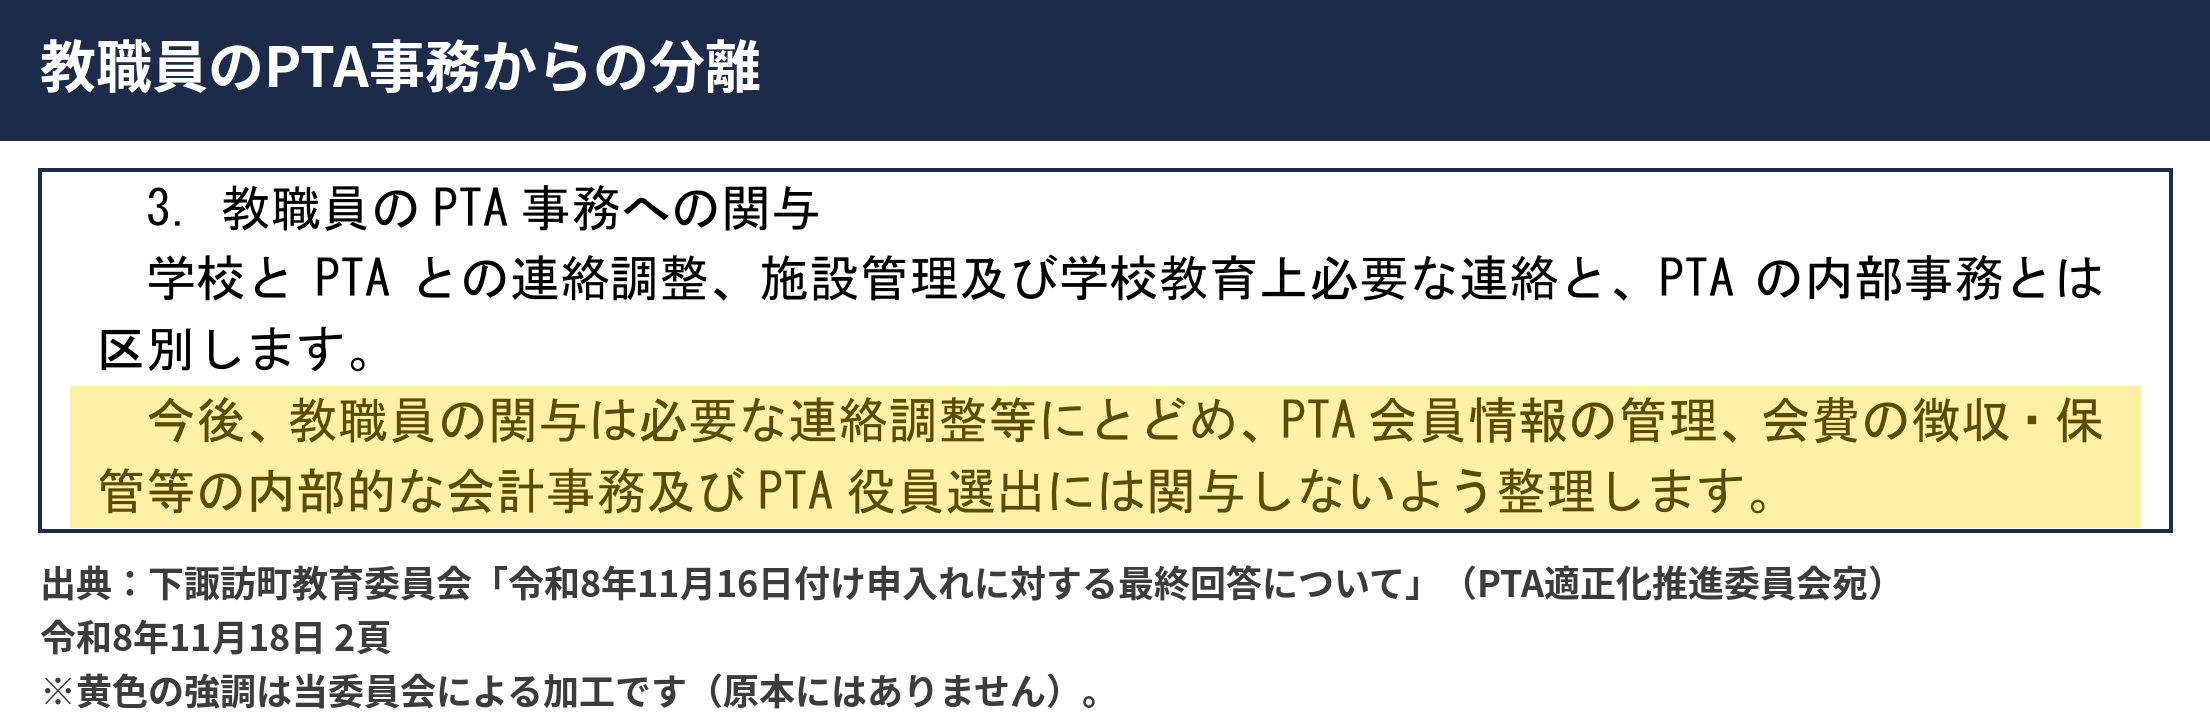 教職員のPTA事務からの分離
3. 教職員の PTA 事務への関与
学校と PTA との連絡調整、施設管理及び学校教育上必要な連絡と、PTA の内部事務とは
区別します。
今後、教職員の関与は必要な連絡調整等にとどめ、PTA 会員情報の管理、会費の徴収・保
管等の内部的な会計事務及び PTA 役員選出には関与しないよう整理します。
出典：下諏訪町教育委員会「令和8年11月16日付け申入れに対する最終回答について」（PTA適正化推進委員会宛）
令和8年11月18日 2頁
※黄色の強調は当委員会による加工です（原本にはありません）。